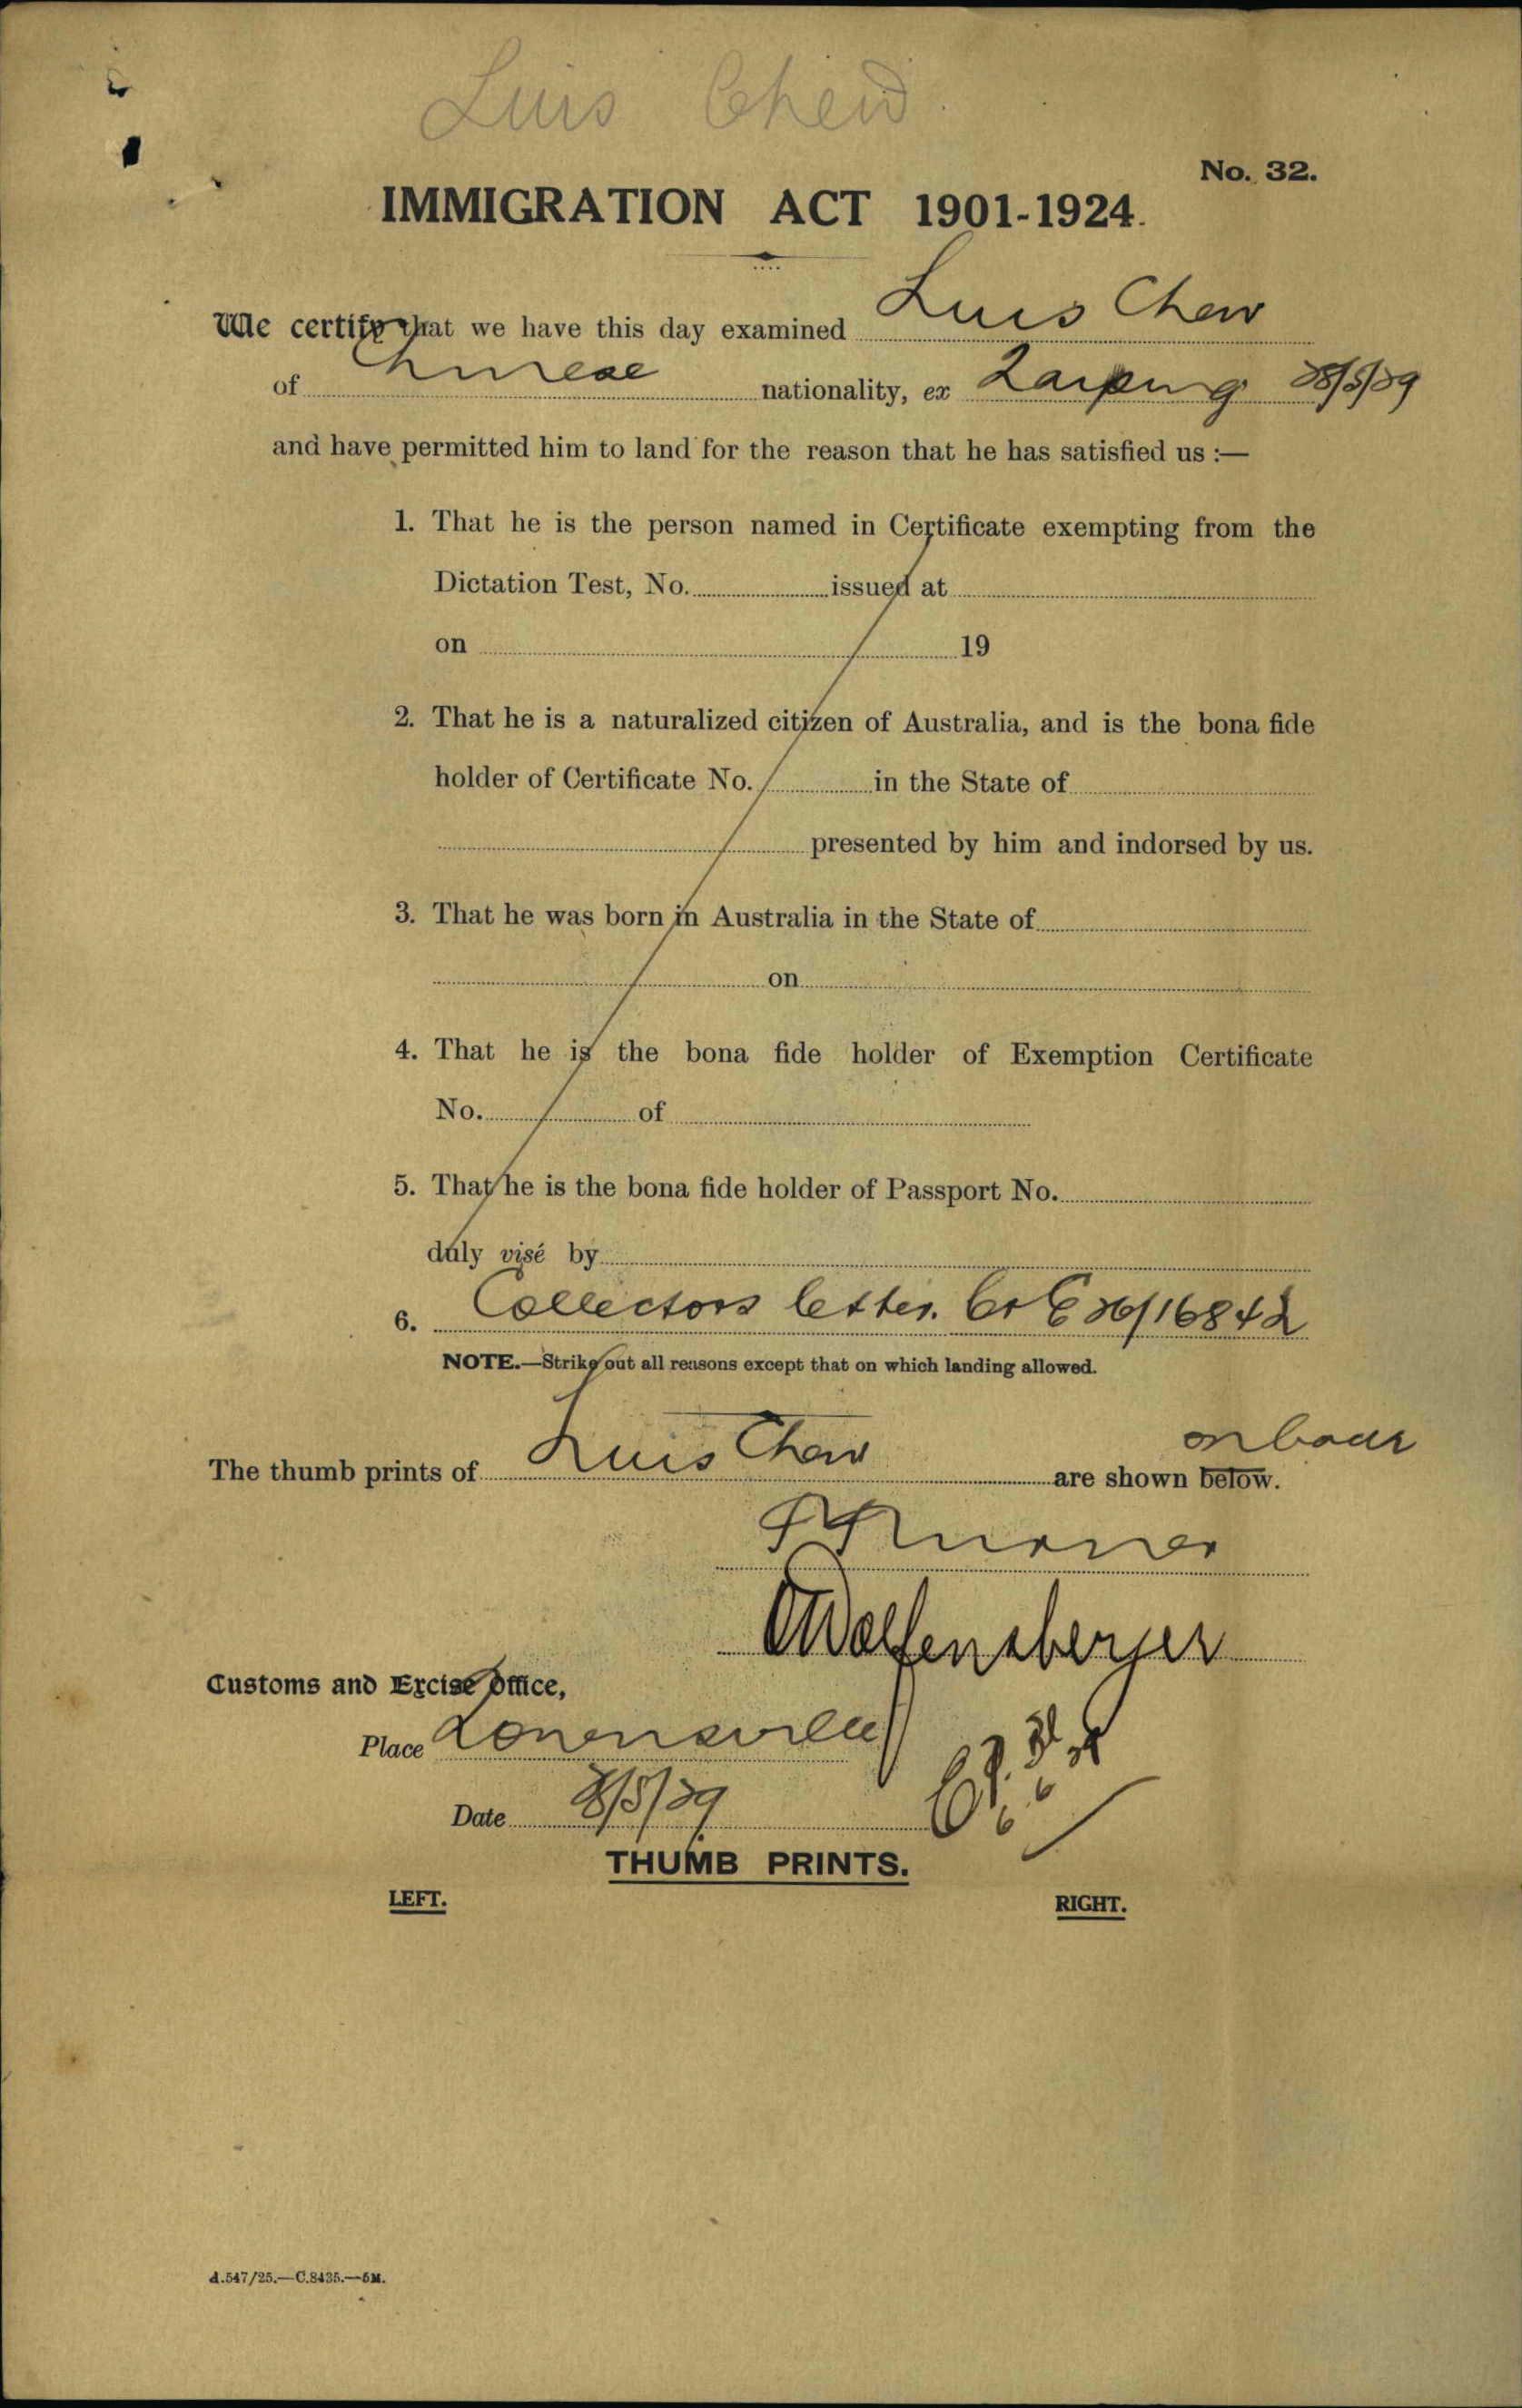 Luis Chew.
No. 32.
IMMIGRATION ACT 1901-1924.
We certify that we have this day examined Luis Chew
of Chinese nationality, ex Taiping 28/5/39
and have permitted him to land for the reason that he has satisfied us :—
1. That he is the person named in Certificate exempting from the
Dictation Test, No. issued at
on 19
2. That he is a naturalized citizen of Australia, and is the bona fide
holder of Certificate No. in the State of
presented by him and indorsed by us.
3. That he was born in Australia in the State of
on
4. That he is the bona fide holder of Exemption Certificate
No. of
5. That he is the bona fide holder of Passport No.
duly visé by
6. Collectors letter. 36/16842
NOTE.—Strike out all reasons except that on which landing allowed.
The thumb prints of Luis Chew are shown below. on back
Turner
Wolfensberger
Customs and Excise Office,
Place Townsville
Date 8/5/39
THUMB PRINTS.
LEFT.
RIGHT.
A.547/25.—C.8435.—5M.